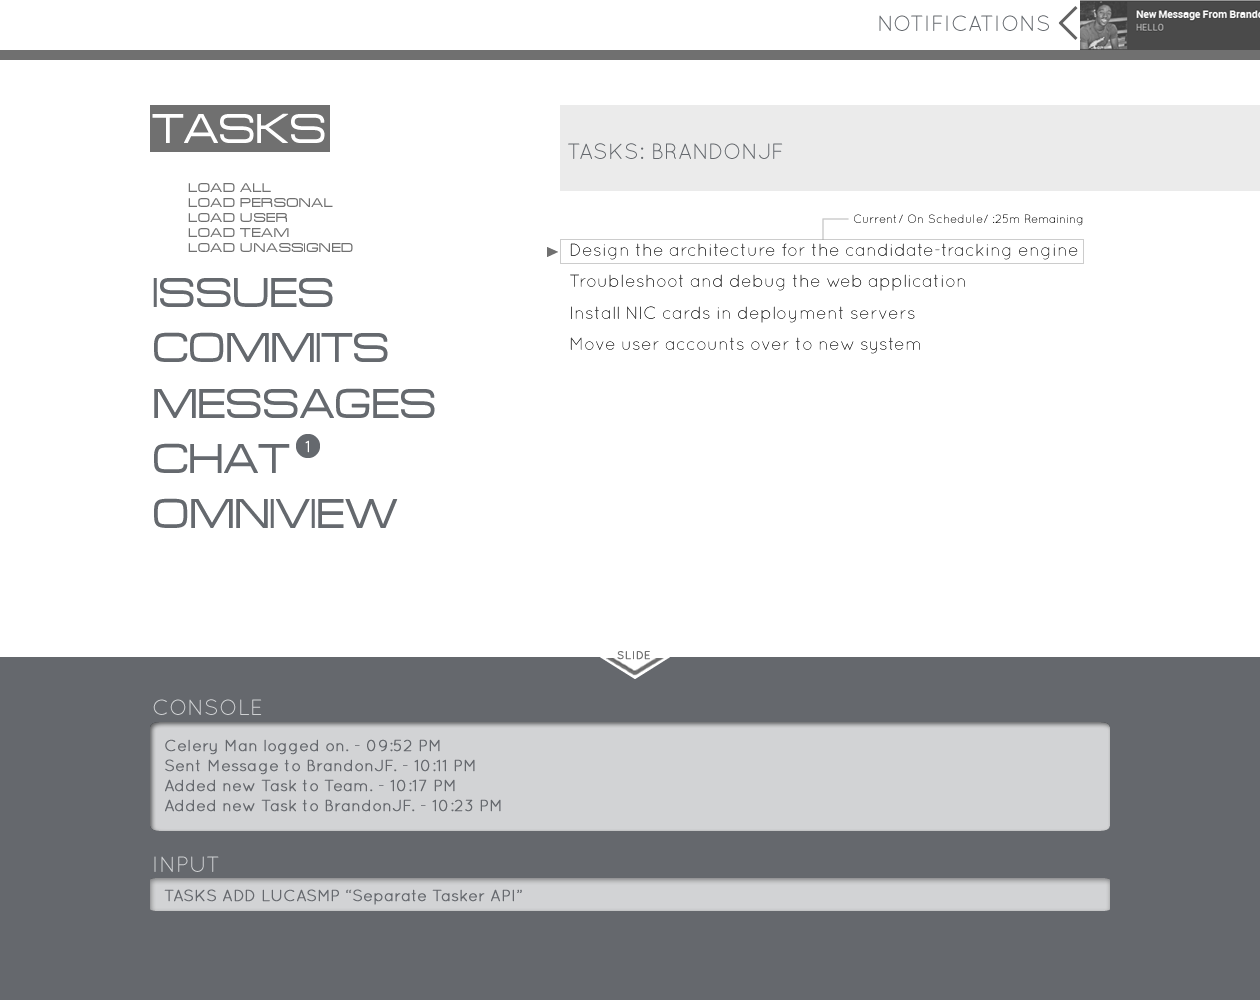 NOTIFICATIONS
New Message From
HELLO
TASKS
LOAD ALL
LOAD PERSONAL
LOAD USER
LOAD TEAM
LOAD UNASSIGNED
ISSUES
COMMITS
MESSAGES
CHAT 1
OMNIVIEW
TASKS: BRANDONJF
Current/ On Schedule/ :25m Remaining
Design the architecture for the candidate-tracking engine
Troubleshoot and debug the web application
Install NIC cards in deployment servers
Move user accounts over to new system
SLIDE
CONSOLE
Celery Man logged on. - 09:52 PM
Sent Message to BrandonJF. - 10:11 PM
Added new Task to Team. - 10:17 PM
Added new Task to BrandonJF. - 10:23 PM
INPUT
TASKS ADD LUCASMP “Separate Tasker API”